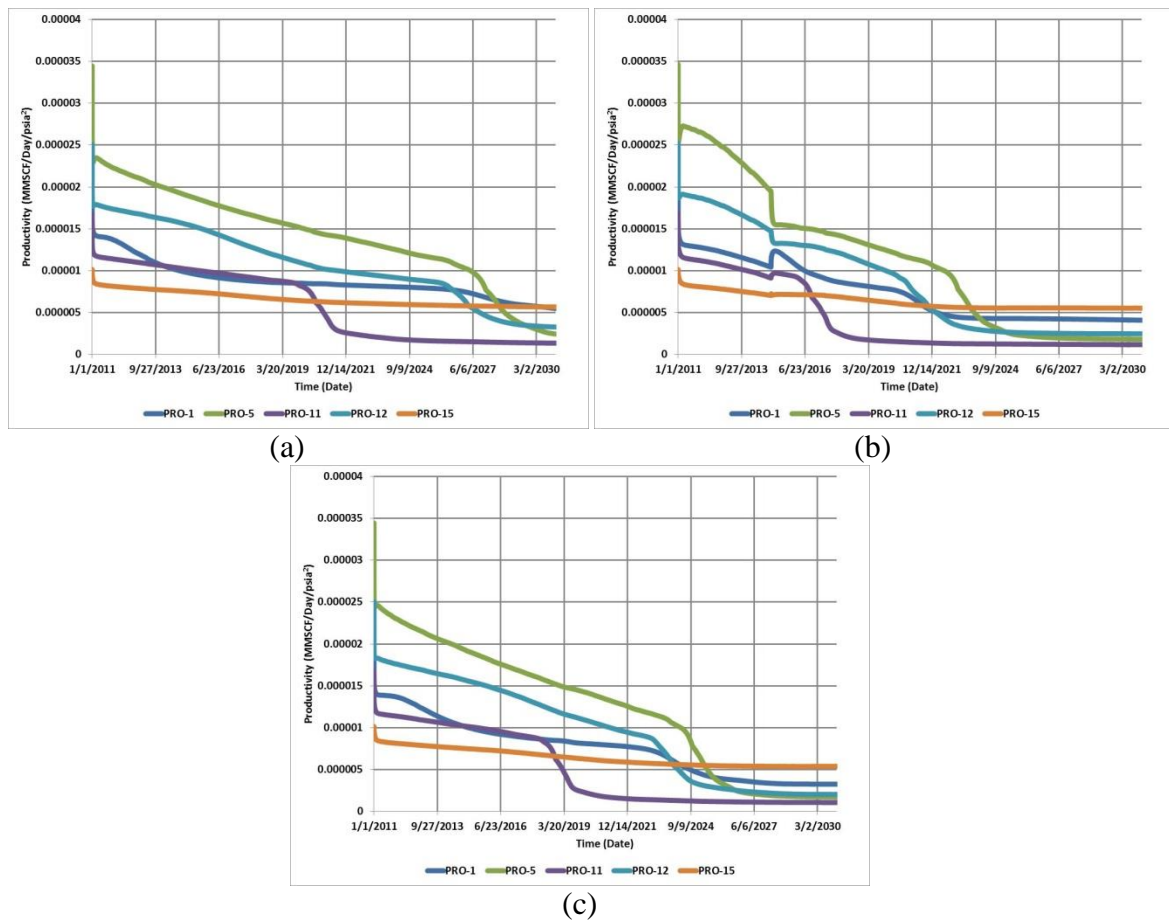 0.00004
0.000035
0.00003
0.000025
0.00002
0.000015
0.00001
0.000005
0
Productivity (MMSCF/Day/psia²)
1/1/2011 9/27/2013 6/23/2016 3/20/2019 12/14/2021 9/9/2024 6/6/2027 3/2/2030
Time (Date)
PRO-1 PRO-5 PRO-11 PRO-12 PRO-15
(a)
0.00004
0.000035
0.00003
0.000025
0.00002
0.000015
0.00001
0.000005
0
Productivity (MMSCF/Day/psia²)
1/1/2011 9/27/2013 6/23/2016 3/20/2019 12/14/2021 9/9/2024 6/6/2027 3/2/2030
Time (Date)
PRO-1 PRO-5 PRO-11 PRO-12 PRO-15
(b)
0.00004
0.000035
0.00003
0.000025
0.00002
0.000015
0.00001
0.000005
0
Productivity (MMSCF/Day/psia²)
1/1/2011 9/27/2013 6/23/2016 3/20/2019 12/14/2021 9/9/2024 6/6/2027 3/2/2030
Time (Date)
PRO-1 PRO-5 PRO-11 PRO-12 PRO-15
(c)